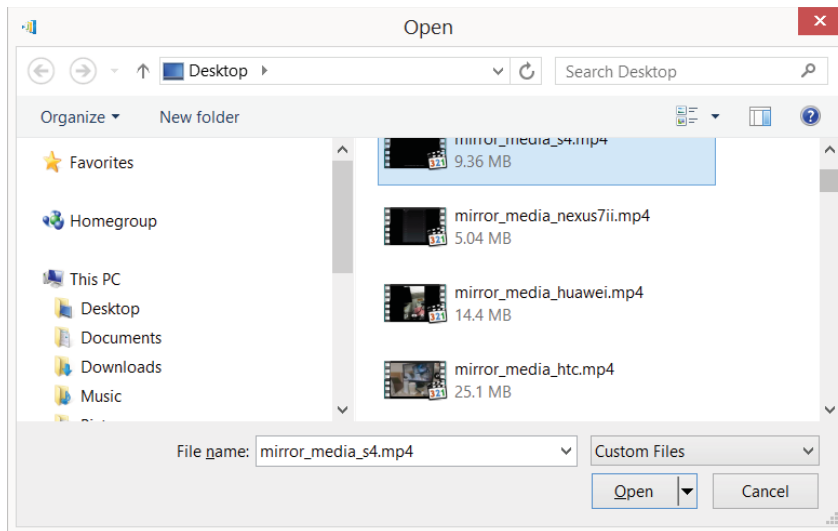 Open
Desktop
Search Desktop
Organize
New folder
Favorites
Homegroup
This PC
Desktop
Documents
Downloads
Music
mirror_media_s4.mp4
9.36 MB
mirror_media_nexus7ii.mp4
5.04 MB
mirror_media_huawei.mp4
14.4 MB
mirror_media_htc.mp4
25.1 MB
File name: mirror_media_s4.mp4
Custom Files
Open
Cancel